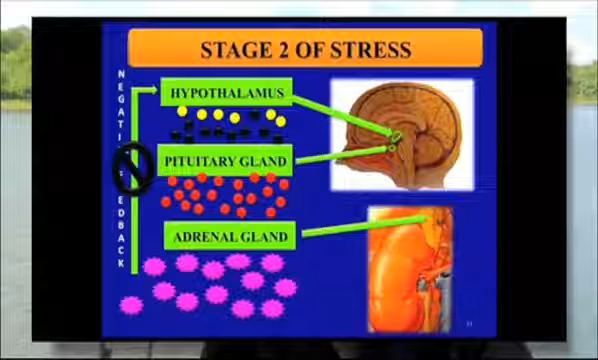 STAGE 2 OF STRESS
NEGATIVE FEEDBACK
HYPOTHALAMUS
PITUITARY GLAND
ADRENAL GLAND